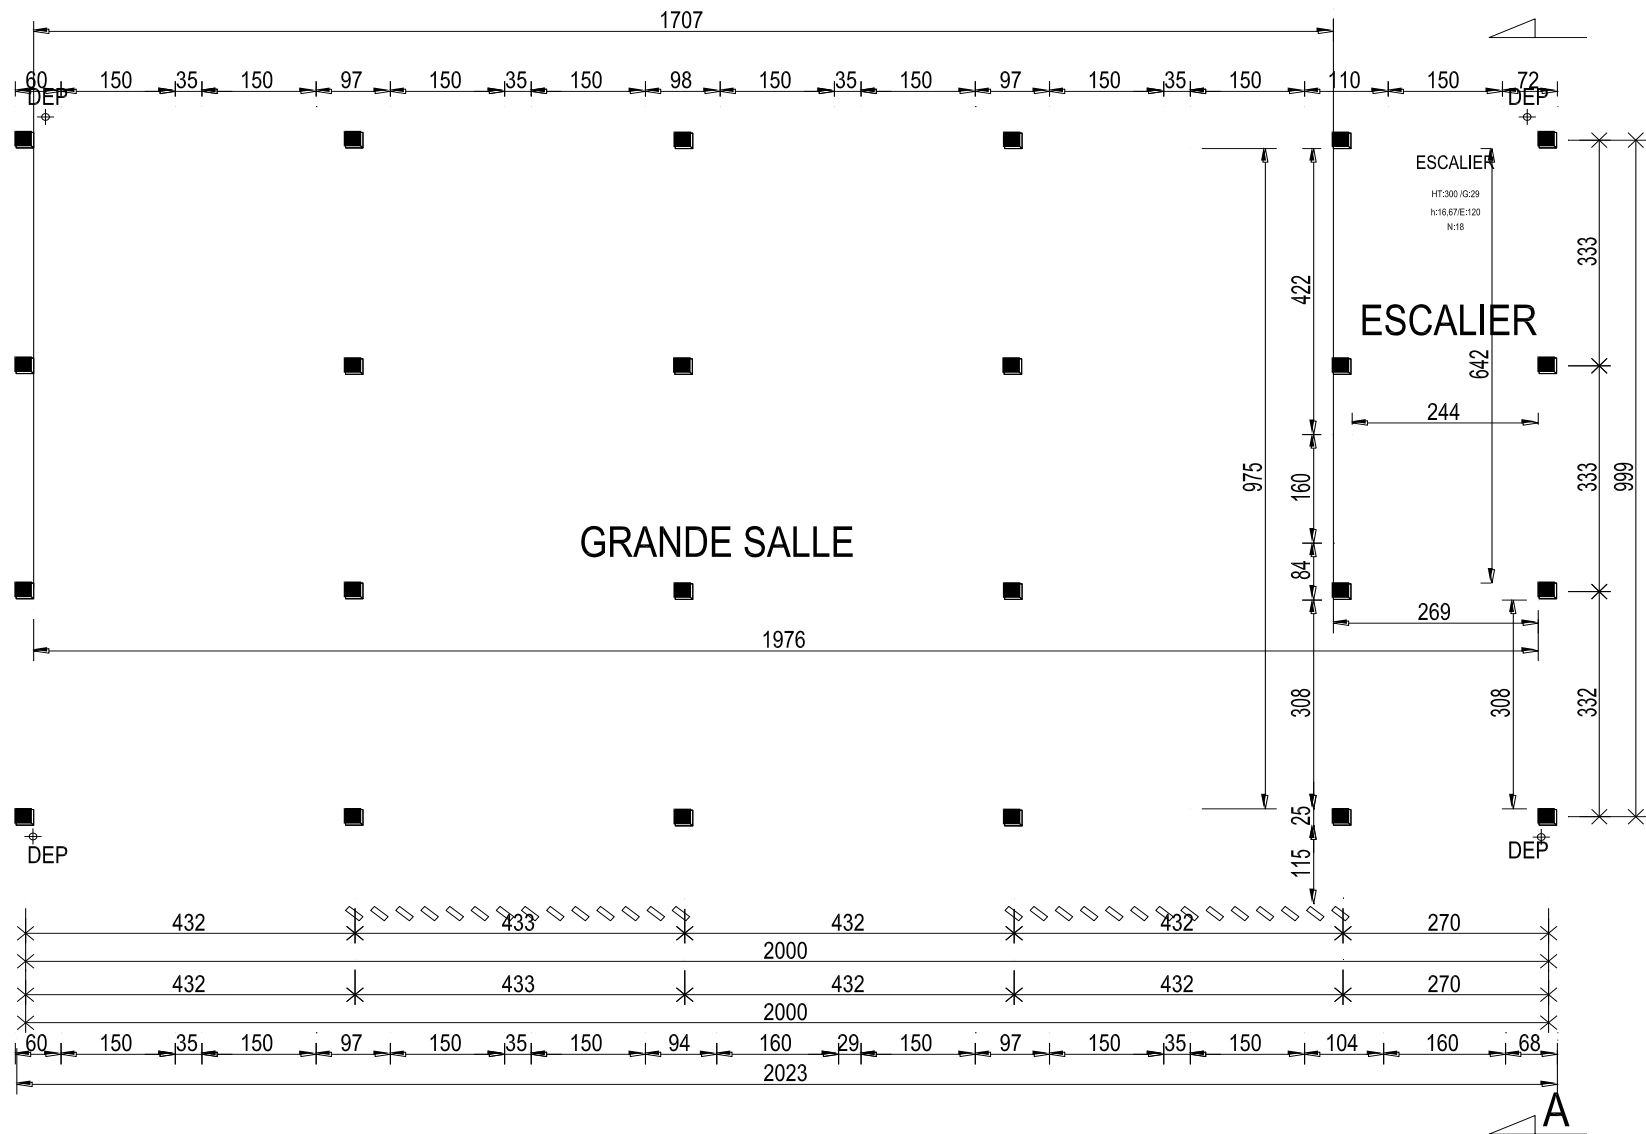 1707
60 150 35 150 97 150 35 150 98 150 35 150 97 150 35 150 110 150 72
DEP DEP
ESCALIER
HT:300 /G:29
h:16,67/E:120
N:18
333
422
ESCALIER
642
244
975
160
333
999
GRANDE SALLE
84
269
1976
308
308
332
25
DEP DEP
115
432 433 432 432 270
2000
432 433 432 432 270
2000
60 150 35 150 97 150 35 150 94 160 29 150 97 150 35 150 104 160 68
2023
A